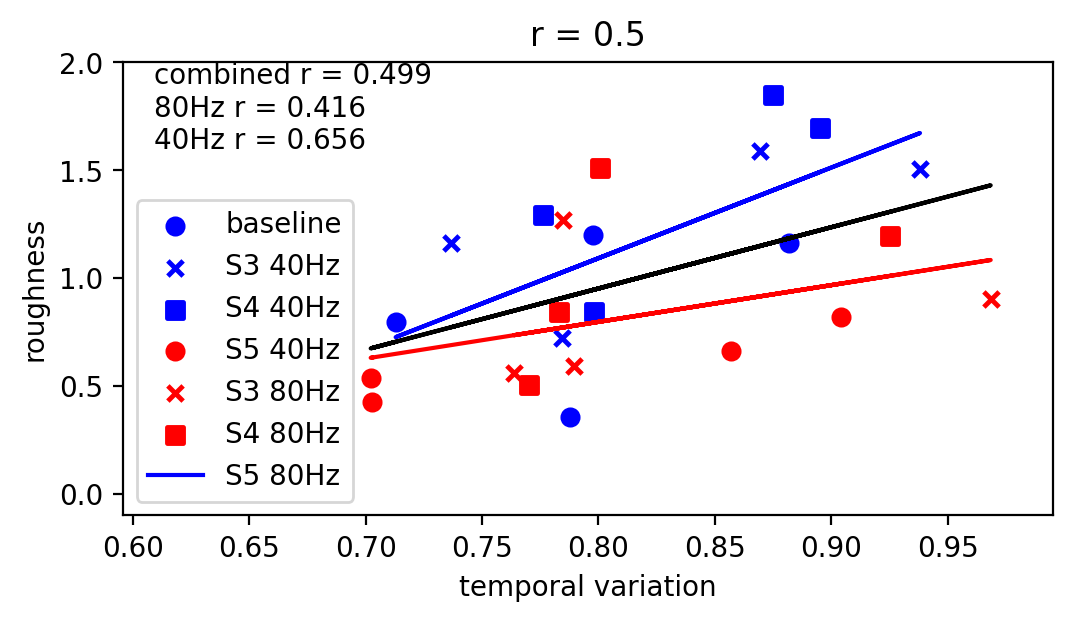 r = 0.5
combined r = 0.499
80Hz r = 0.416
40Hz r = 0.656
baseline
S3 40Hz
S4 40Hz
S5 40Hz
S3 80Hz
S4 80Hz
S5 80Hz
roughness
2.0
1.5
1.0
0.5
0.0
0.60 0.65 0.70 0.75 0.80 0.85 0.90 0.95
temporal variation